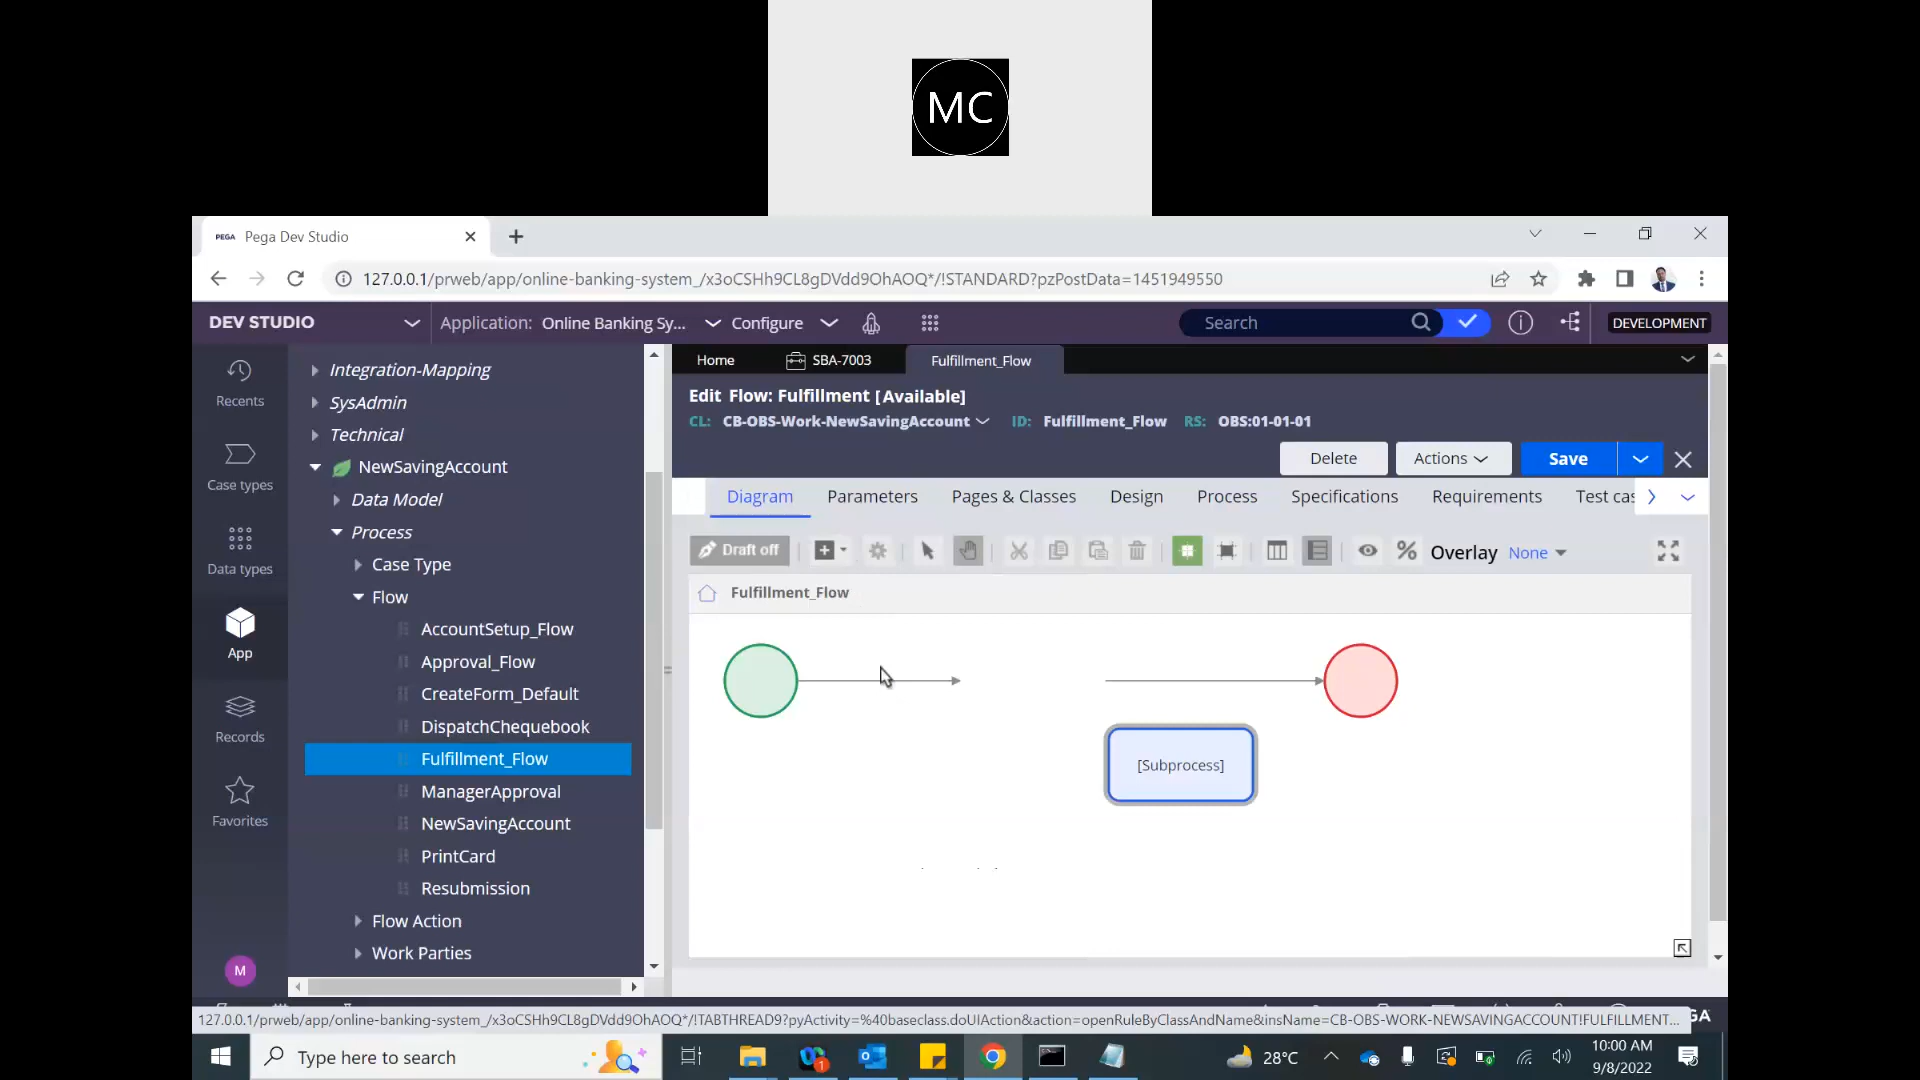 MC
PEGA Pega Dev Studio
127.0.0.1/prweb/app/online-banking-system_/x3oCSHh9CL8gDVdd9OhAOQ*/!STANDARD?pzPostData=1451949550
DEV STUDIO
Application: Online Banking Sy...
Configure
Search
DEVELOPMENT
Recents
Case types
Data types
App
Records
Favorites
M
Integration-Mapping
SysAdmin
Technical
NewSavingAccount
Data Model
Process
Case Type
Flow
AccountSetup_Flow
Approval_Flow
CreateForm_Default
DispatchChequebook
Fulfillment_Flow
ManagerApproval
NewSavingAccount
PrintCard
Resubmission
Flow Action
Work Parties
Home SBA-7003 Fulfillment_Flow
Edit Flow: Fulfillment [Available]
CL: CB-OBS-Work-NewSavingAccount ID: Fulfillment_Flow RS: OBS:01-01-01
Delete Actions Save
Diagram Parameters Pages & Classes Design Process Specifications Requirements Test cas
Draft off Overlay None
Fulfillment_Flow
[Subprocess]
127.0.0.1/prweb/app/online-banking-system_/x3oCSHh9CL8gDVdd9OhAOQ*/!TABTHREAD9?pyActivity=%40baseclass.doUIAction&action=openRuleByClassAndName&insName=CB-OBS-WORK-NEWSAVINGACCOUNT!FULFILLMENT...
Type here to search
1
28°C
10:00 AM
9/8/2022